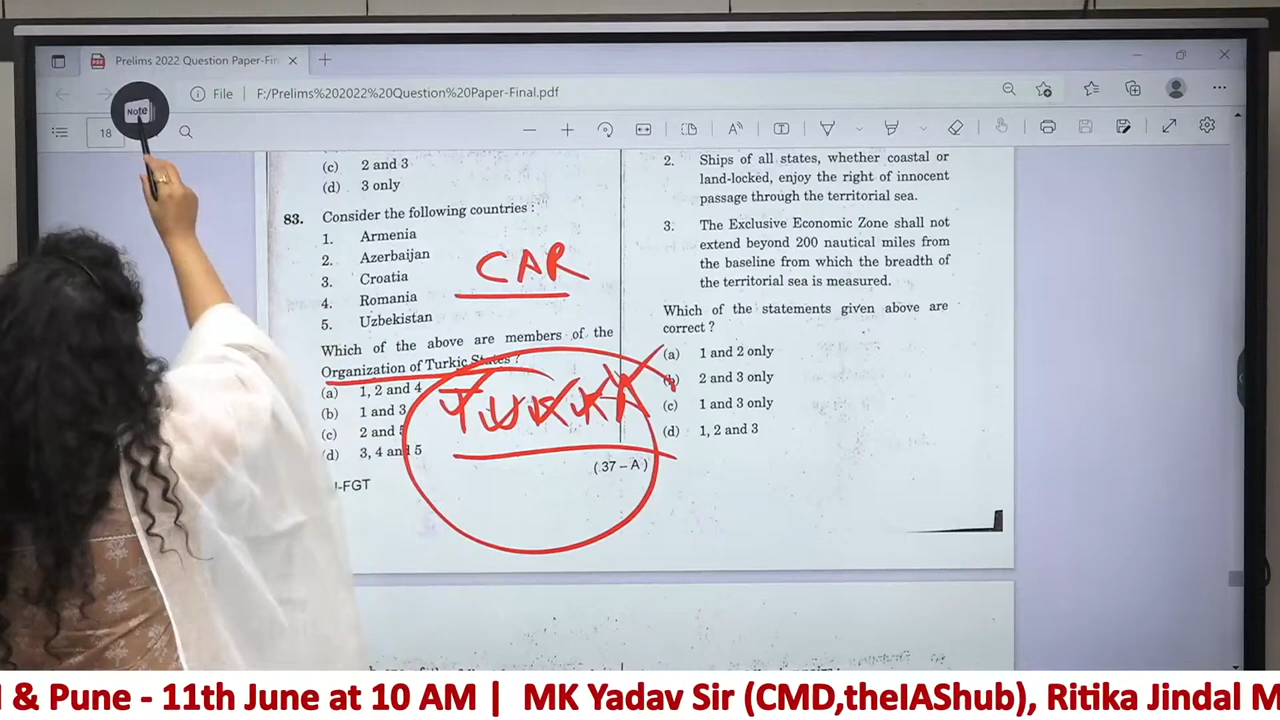 Prelims 2022 Question Paper-Fin
Note
File
F:/Prelims%202022%20Question%20Paper-Final.pdf
18
(c) 2 and 3
(d) 3 only
83. Consider the following countries :
1. Armenia
2. Azerbaijan
3. Croatia
4. Romania
5. Uzbekistan
CAR
Which of the above are members of the
Organization of Turkic States ?
(a) 1, 2 and 4
(b) 1 and 3
(c) 2 and 5
(d) 3, 4 and 5
(37 – A)
-FGT
2. Ships of all states, whether coastal or
land-locked, enjoy the right of innocent
passage through the territorial sea.
3. The Exclusive Economic Zone shall not
extend beyond 200 nautical miles from
the baseline from which the breadth of
the territorial sea is measured.
Which of the statements given above are
correct ?
(a) 1 and 2 only
(b) 2 and 3 only
(c) 1 and 3 only
(d) 1, 2 and 3
& Pune - 11th June at 10 AM | MK Yadav Sir (CMD,theIAShub), Ritika Jindal M